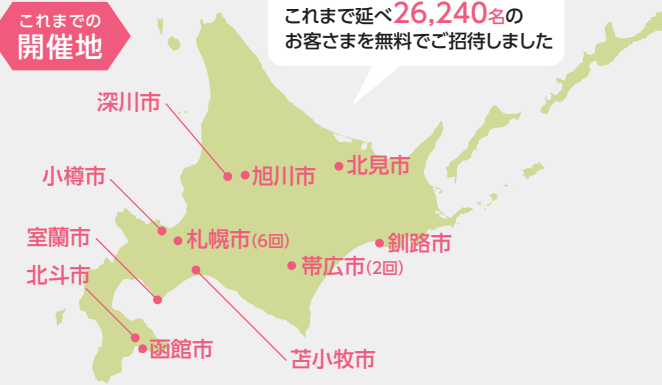 これまでの
開催地
これまで延べ26,240名の
お客さまを無料でご招待しました
深川市
旭川市
北見市
小樽市
札幌市(6回)
室蘭市
釧路市
帯広市(2回)
北斗市
函館市
苫小牧市